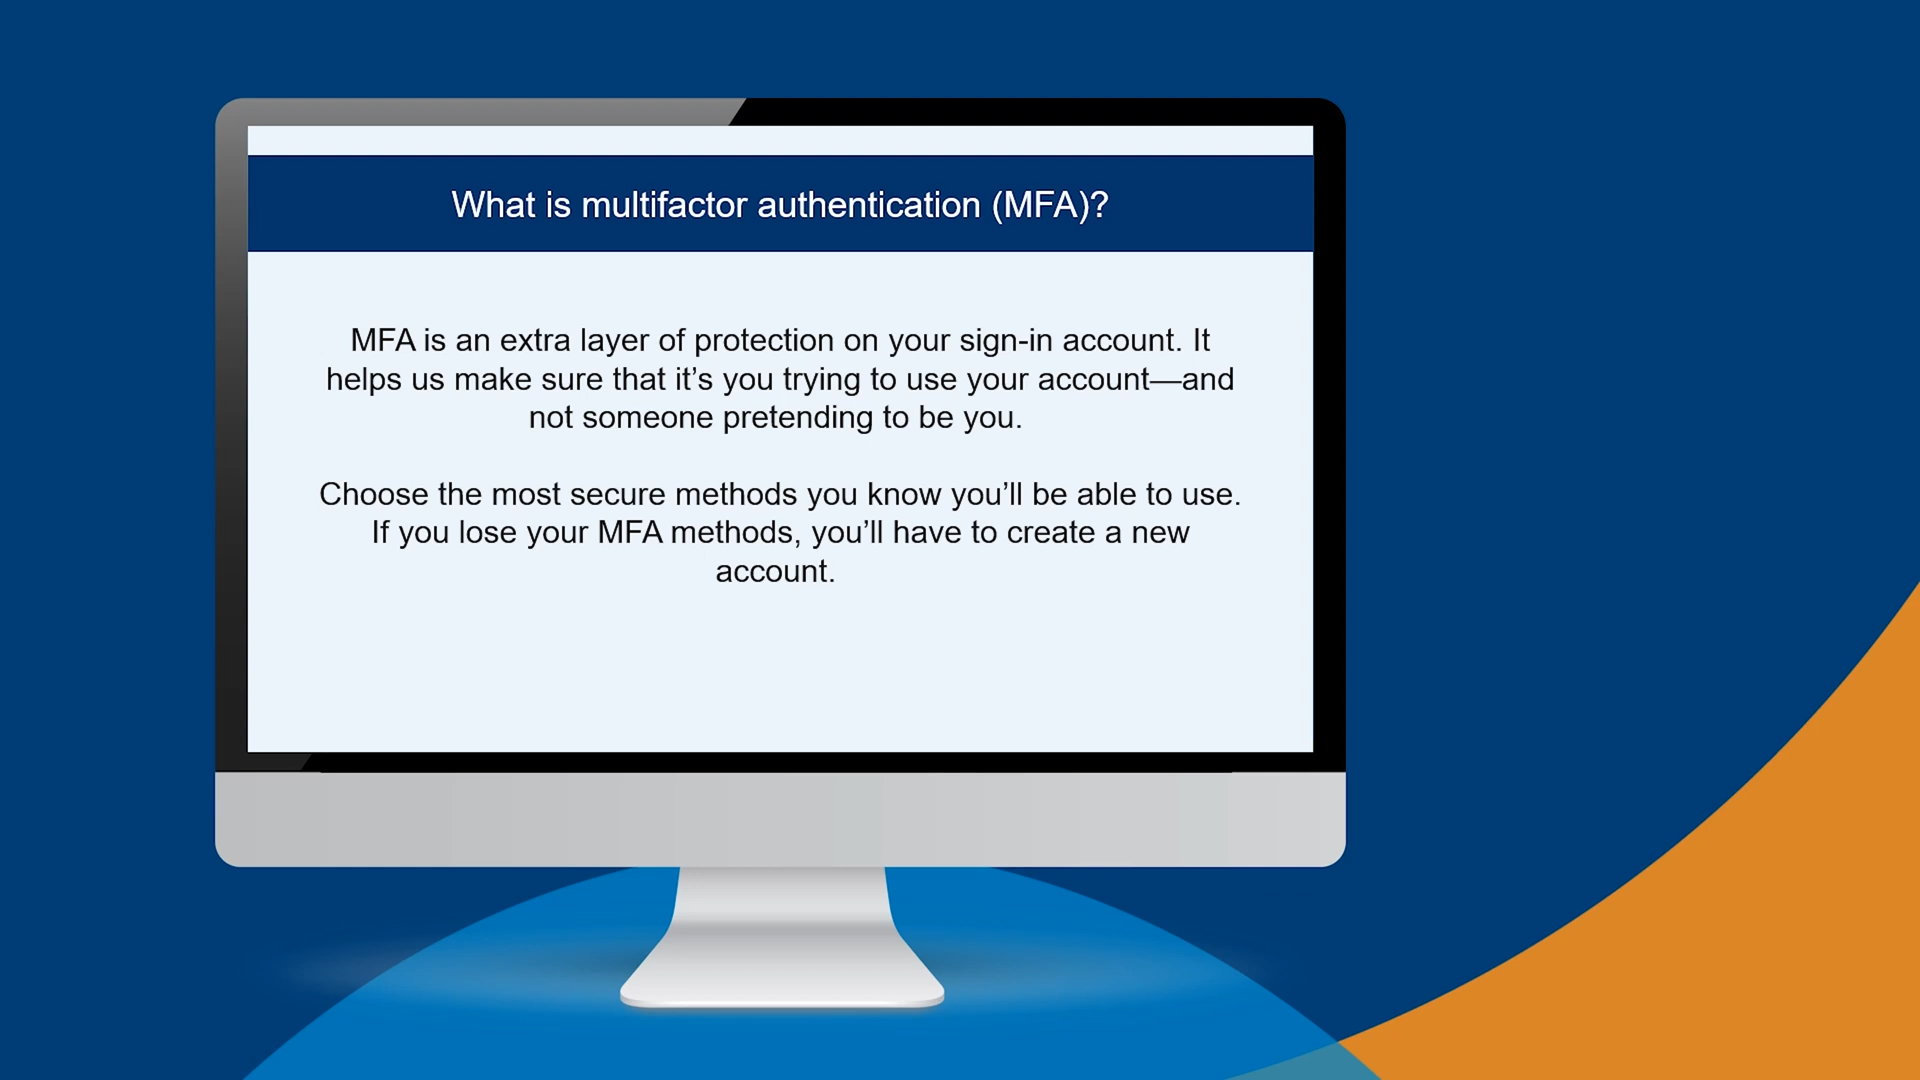 What is multifactor authentication (MFA)?
MFA is an extra layer of protection on your sign-in account. It
helps us make sure that it’s you trying to use your account—and
not someone pretending to be you.
Choose the most secure methods you know you’ll be able to use.
If you lose your MFA methods, you’ll have to create a new
account.